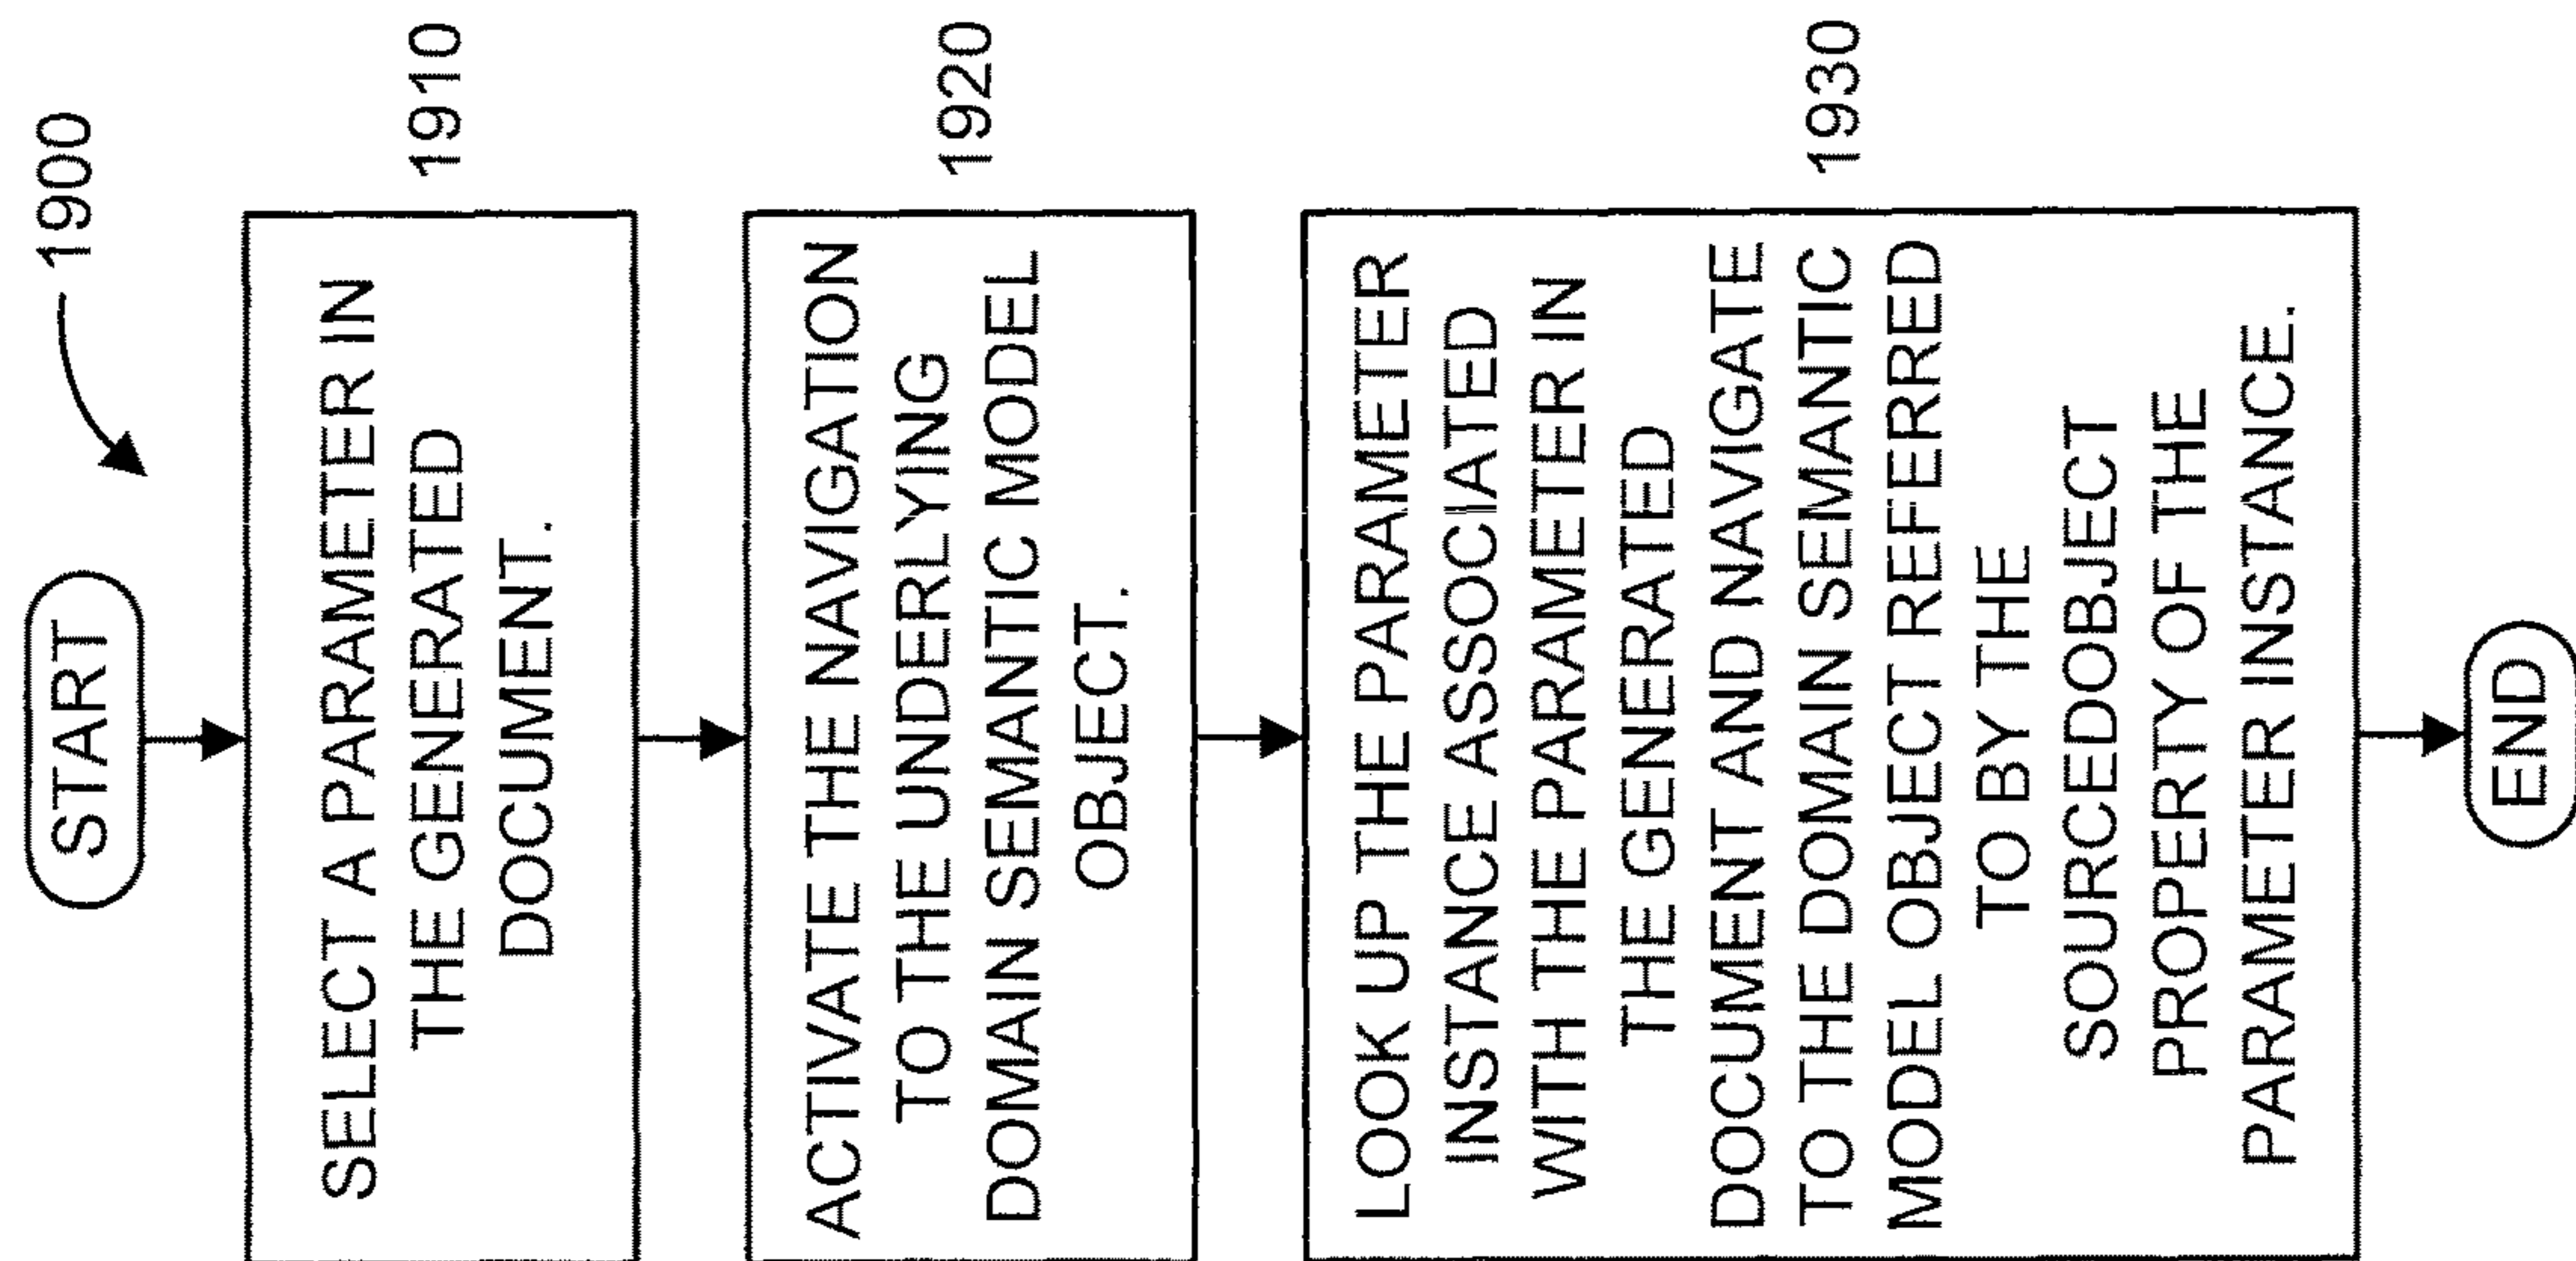 1900
START
SELECT A PARAMETER IN
THE GENERATED
DOCUMENT.
1910
ACTIVATE THE NAVIGATION
TO THE UNDERLYING
DOMAIN SEMANTIC MODEL
OBJECT.
1920
LOOK UP THE PARAMETER
INSTANCE ASSOCIATED
WITH THE PARAMETER IN
THE GENERATED
DOCUMENT AND NAVIGATE
TO THE DOMAIN SEMANTIC
MODEL OBJECT REFERRED
TO BY THE
SOURCEDOBJECT
PROPERTY OF THE
PARAMETER INSTANCE.
1930
END